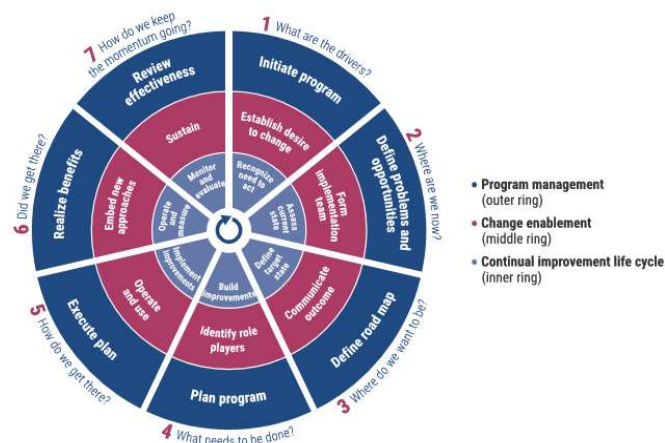 1 What are the drivers?
Initiate program
Establish desire
to change
Recognize
need to
act
2 Where are we now?
Define problems and
opportunities
Form
implementation
team
Assess
current
state
3 Where do we want to be?
Define road map
Communicate
outcome
Define
target
state
4 What needs to be done?
Plan program
Identify role
players
Build
improvements
5 How do we get there?
Execute plan
Operate
and use
Implement
improvements
6 Did we get there?
Realize benefits
Embed new
approaches
Operate
and
measure
7 How do we keep
the momentum going?
Review
effectiveness
Sustain
Monitor
and
evaluate
• Program management
(outer ring)
• Change enablement
(middle ring)
• Continual improvement life cycle
(inner ring)